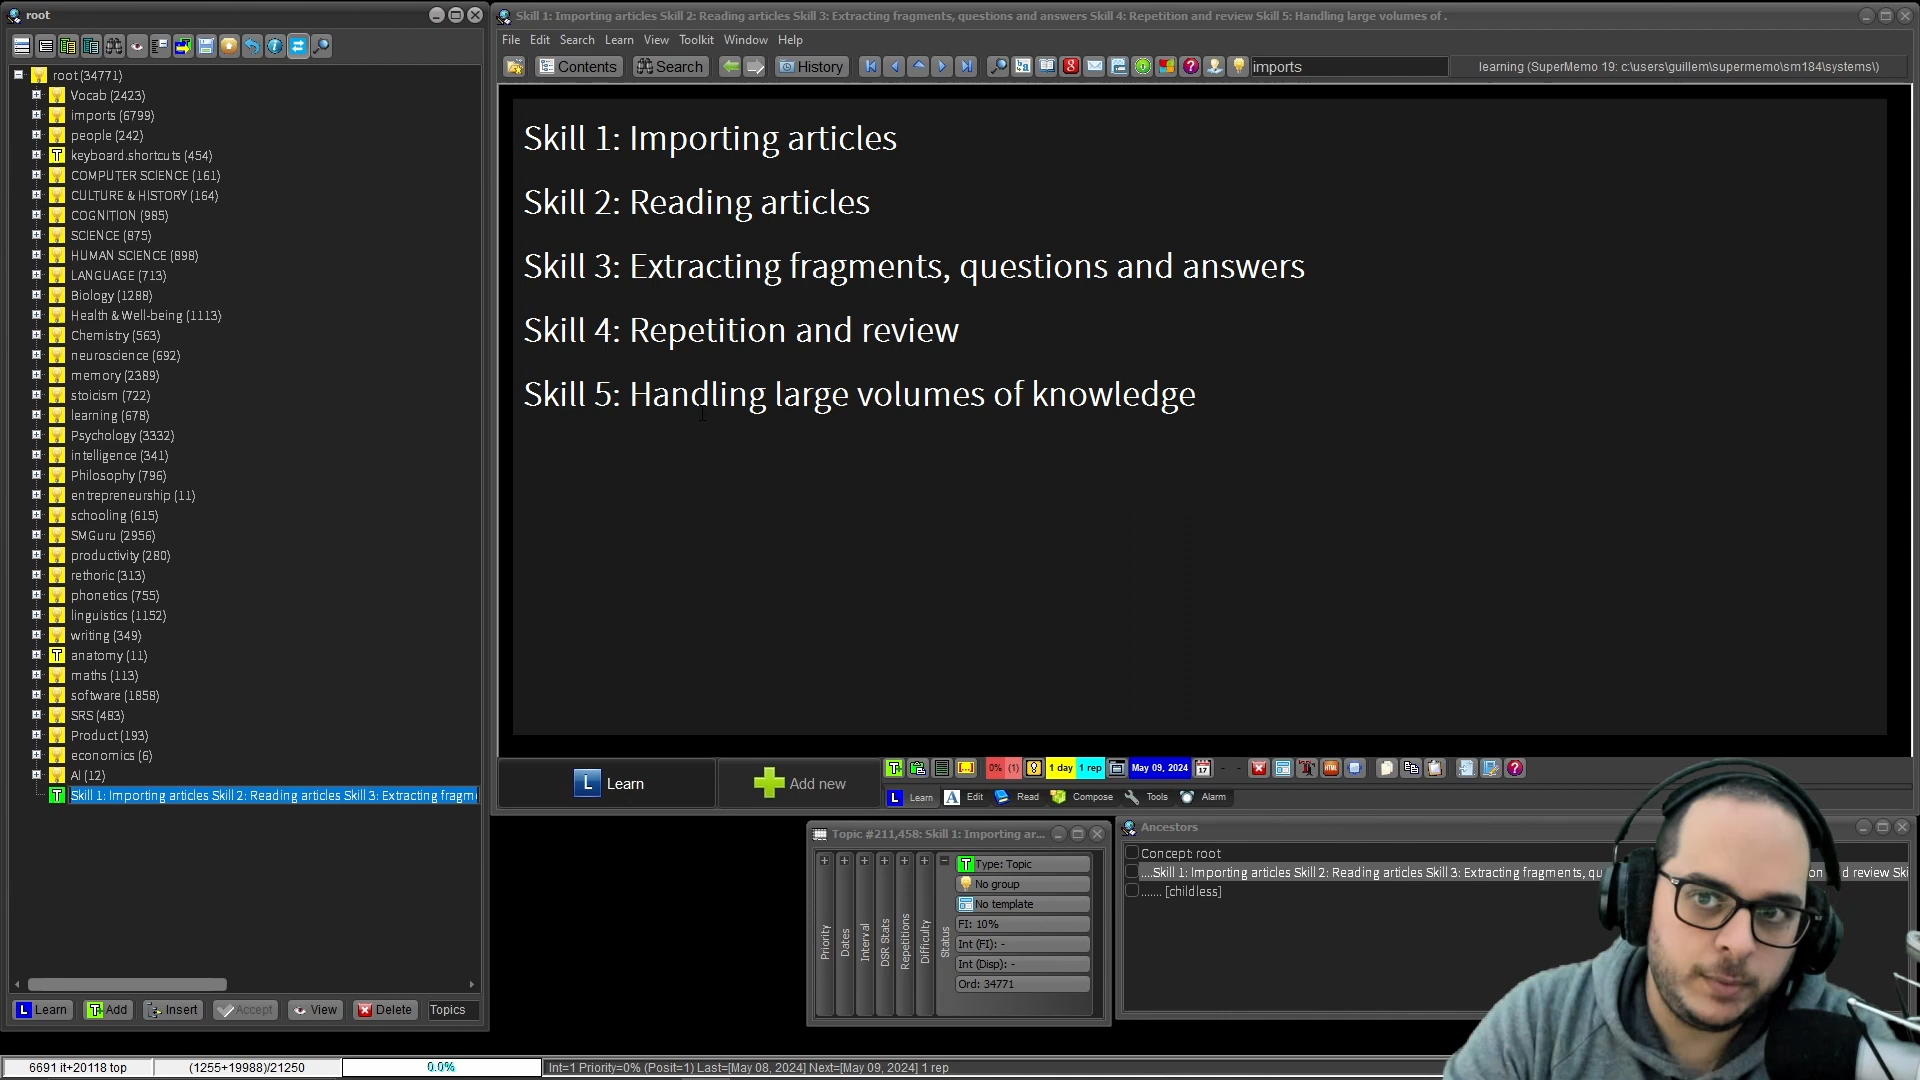 root
root (34771)
Vocab (2423)
imports (6799)
people (242)
keyboard.shortcuts (454)
COMPUTER SCIENCE (161)
CULTURE & HISTORY (164)
COGNITION (985)
SCIENCE (875)
HUMAN SCIENCE (898)
LANGUAGE (713)
Biology (1288)
Health & Well-being (1113)
Chemistry (563)
neuroscience (692)
memory (2389)
stoicism (722)
learning (678)
Psychology (3332)
intelligence (341)
Philosophy (796)
entrepreneurship (11)
schooling (615)
SMGuru (2956)
productivity (280)
rethoric (313)
phonetics (755)
linguistics (1152)
writing (349)
anatomy (11)
maths (113)
software (1858)
SRS (483)
Product (193)
economics (6)
AI (12)
Skill 1: Importing articles Skill 2: Reading articles Skill 3: Extracting fragm
Learn Add Insert Accept View Delete Topics
Skill 1: Importing articles Skill 2: Reading articles Skill 3: Extracting fragments, questions and answers Skill 4: Repetition and review Skill 5: Handling large volumes of .
File Edit Search Learn View Toolkit Window Help
Contents Search History imports learning (SuperMemo 19: c:\users\guillem\supermemo\sm184\systems\)
Skill 1: Importing articles
Skill 2: Reading articles
Skill 3: Extracting fragments, questions and answers
Skill 4: Repetition and review
Skill 5: Handling large volumes of knowledge
Learn Add new
0% (1) 1 day 1 rep May 09, 2024
Learn Edit Read Compose Tools Alarm
Topic #211,458: Skill 1: Importing ar...
Priority
Dates
Interval
DSR Stats
Repetitions
Difficulty
Status
Type: Topic
No group
No template
FI: 10%
Int (FI): -
Int (Disp): -
Ord: 34771
Ancestors
Concept: root
....Skill 1: Importing articles Skill 2: Reading articles Skill 3: Extracting fragments, qu d review Ski
....... [childless]
6691 it+20118 top (1255+19988)/21250 0.0% Int=1 Priority=0% (Posit=1) Last=[May 08, 2024] Next=[May 09, 2024] 1 rep